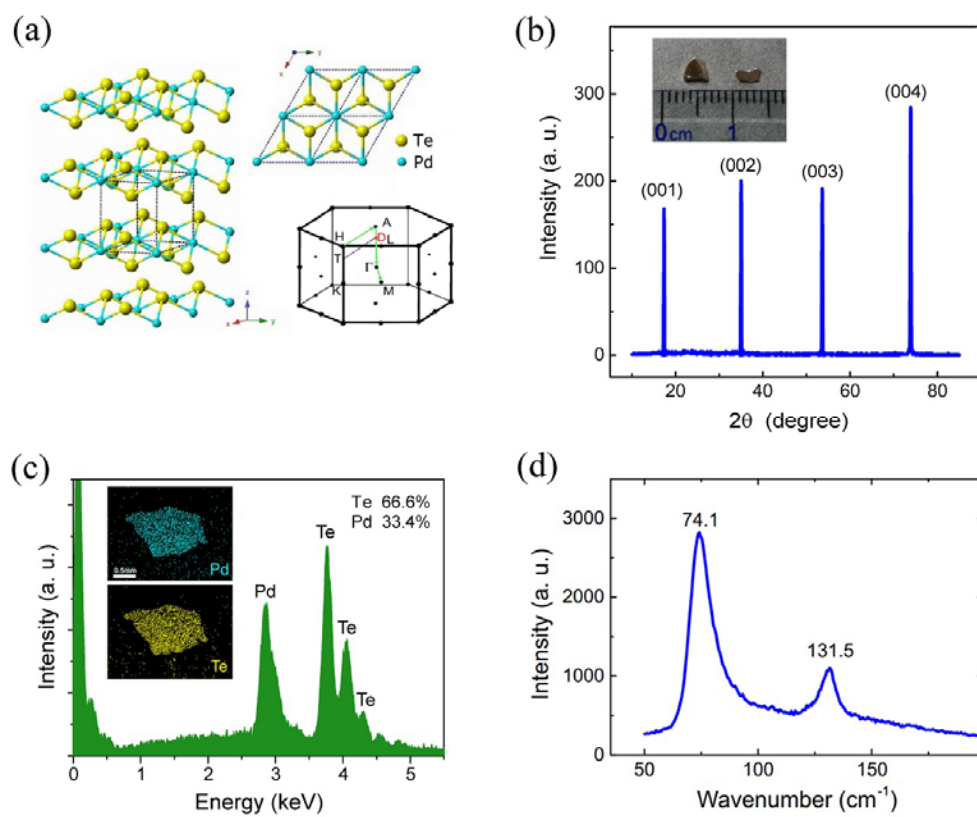 (a)
x
y
Te
Pd
H
A
D
L
T
Γ
K
M
z
x
y
(b)
Intensity (a. u.)
300
200
100
0
(001)
(002)
(003)
(004)
0 cm
1
20
40
60
80
2θ (degree)
(c)
Intensity (a. u.)
0.5mm
Pd
Te
Te 66.6%
Pd 33.4%
Pd
Te
Te
Te
0
1
2
3
4
5
Energy (keV)
(d)
Intensity (a. u.)
3000
2000
1000
0
74.1
131.5
50
100
150
Wavenumber (cm⁻¹)